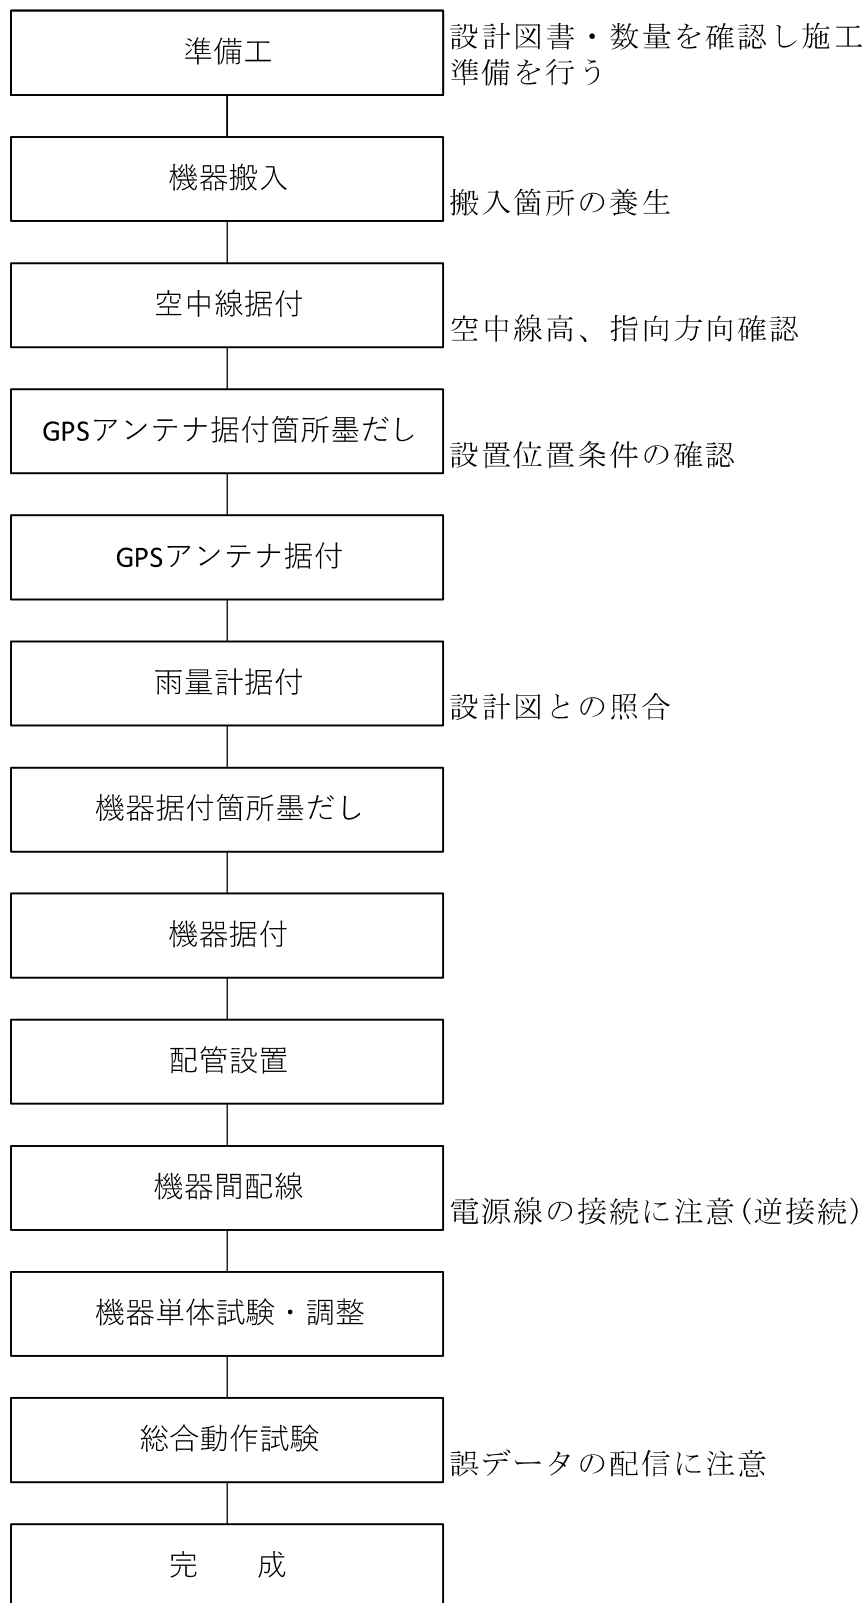 準備工
設計図書・数量を確認し施工
準備を行う
機器搬入
搬入箇所の養生
空中線据付
空中線高、指向方向確認
GPSアンテナ据付箇所墨だし
設置位置条件の確認
GPSアンテナ据付
雨量計据付
設計図との照合
機器据付箇所墨だし
機器据付
配管設置
機器間配線
電源線の接続に注意(逆接続)
機器単体試験・調整
総合動作試験
誤データの配信に注意
完　　成